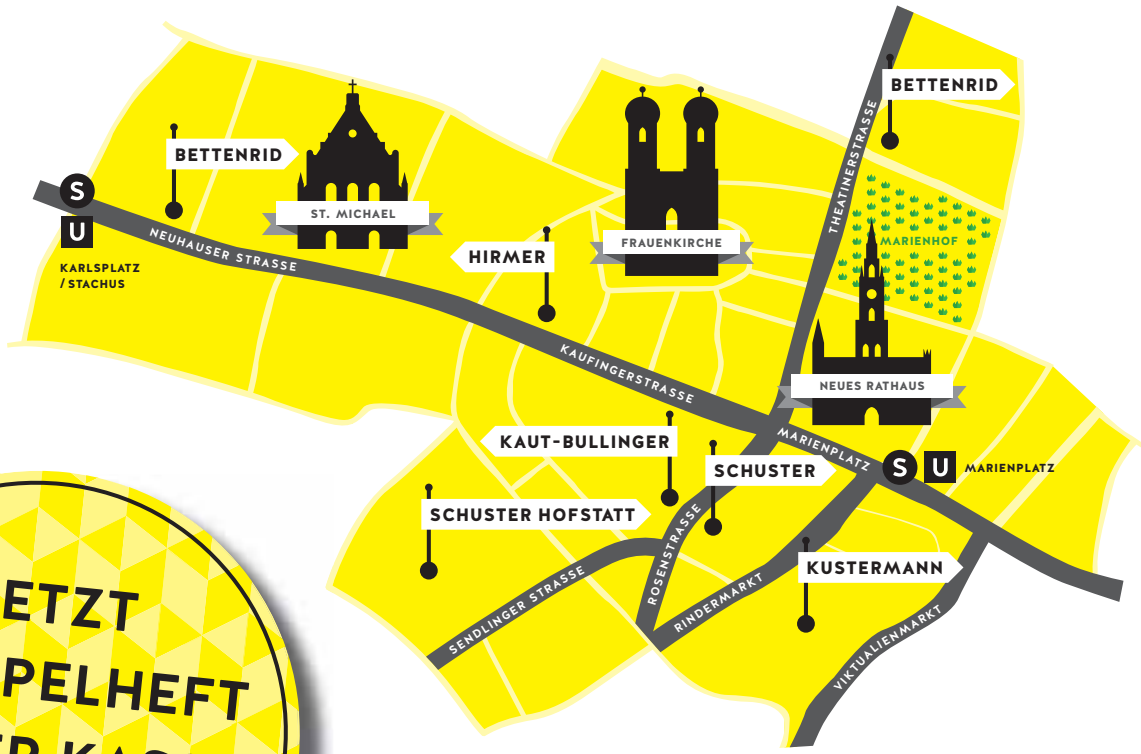 BETTENRID
BETTENRID
S
U
KARLSPLATZ
/ STACHUS
NEUHAUSER STRASSE
ST. MICHAEL
HIRMER
FRAUENKIRCHE
THEATINERSTRASSE
MARIENHOF
KAUFINGERSTRASSE
NEUES RATHAUS
KAUT-BULLINGER
MARIENPLATZ
SCHUSTER
S U MARIENPLATZ
SCHUSTER HOFSTATT
ROSENSTRASSE
KUSTERMANN
SENDLINGER STRASSE
RINDERMARKT
VIKTUALIENMARKT
ETZT
PELHEFT